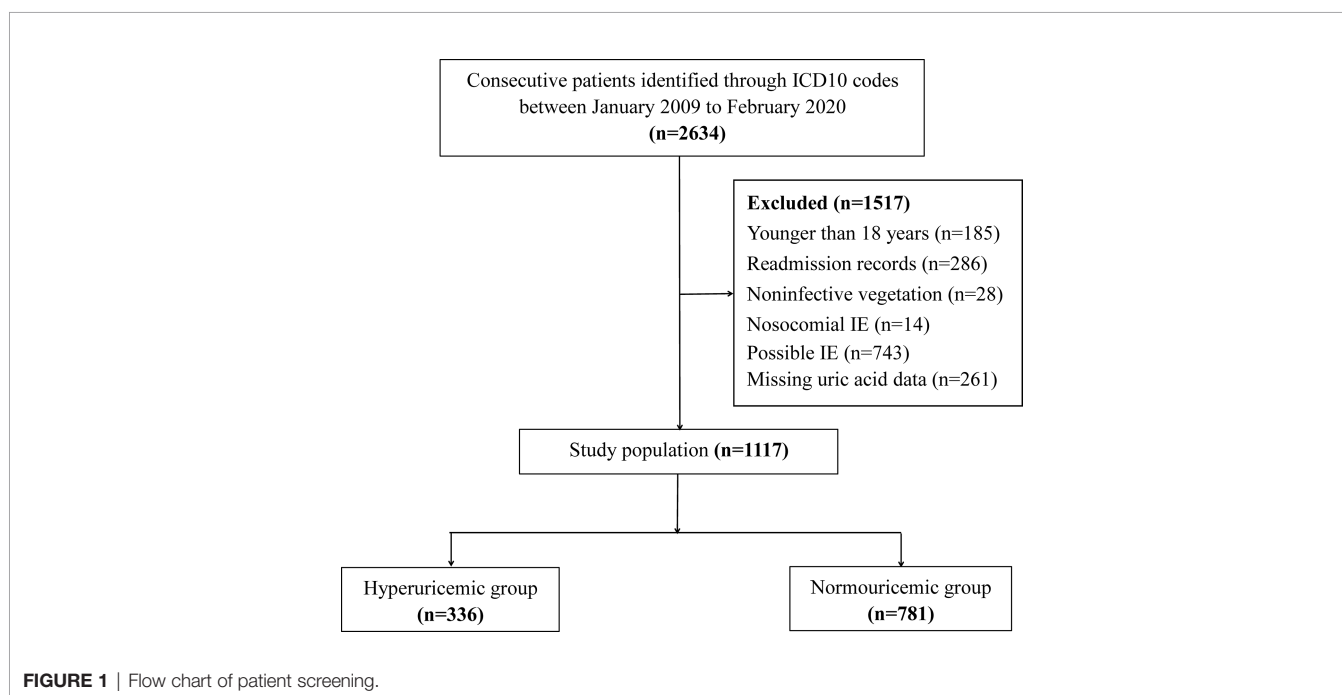 Consecutive patients identified through ICD10 codes
between January 2009 to February 2020
(n=2634)
Excluded (n=1517)
Younger than 18 years (n=185)
Readmission records (n=286)
Noninfective vegetation (n=28)
Nosocomial IE (n=14)
Possible IE (n=743)
Missing uric acid data (n=261)
Study population (n=1117)
Hyperuricemic group
(n=336)
Normouricemic group
(n=781)
FIGURE 1 | Flow chart of patient screening.